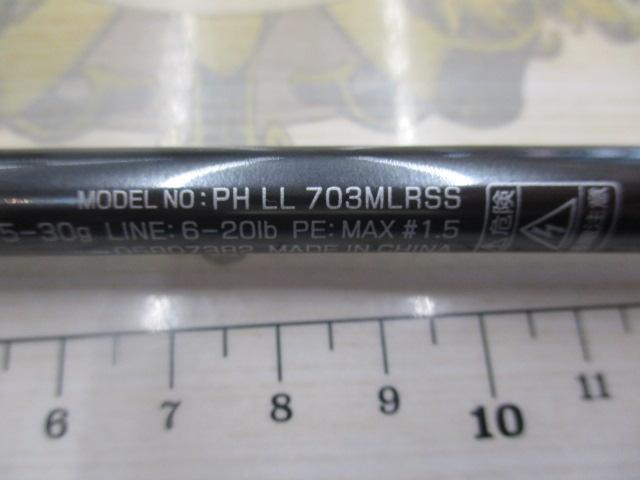 MODEL NO: PH LL 703MLRSS
5-30g LINE: 6-20lb PE: MAX #1.5
MADE IN CHINA
危険
6 7 8 9 10 11